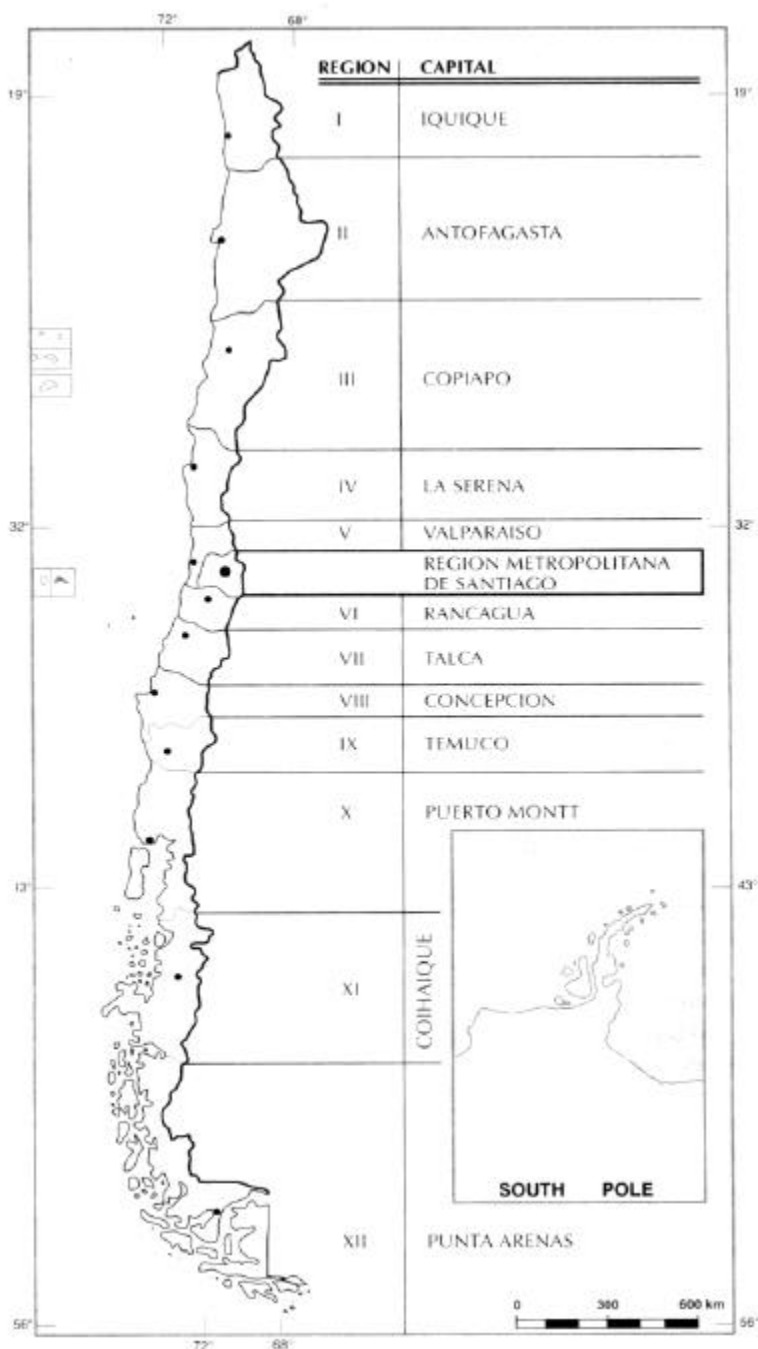 72° 68°
REGION CAPITAL
19° 19°
I IQUIQUE
II ANTOFAGASTA
III COPIAPO
IV LA SERENA
32° 32°
V VALPARAISO
REGION METROPOLITANA
DE SANTIAGO
VI RANCAGUA
VII TALCA
VIII CONCEPCION
IX TEMUCO
X PUERTO MONTT
43° 43°
XI COIHAIQUE
SOUTH POLE
XII PUNTA ARENAS
0 300 600 km
56° 56°
72° 68°